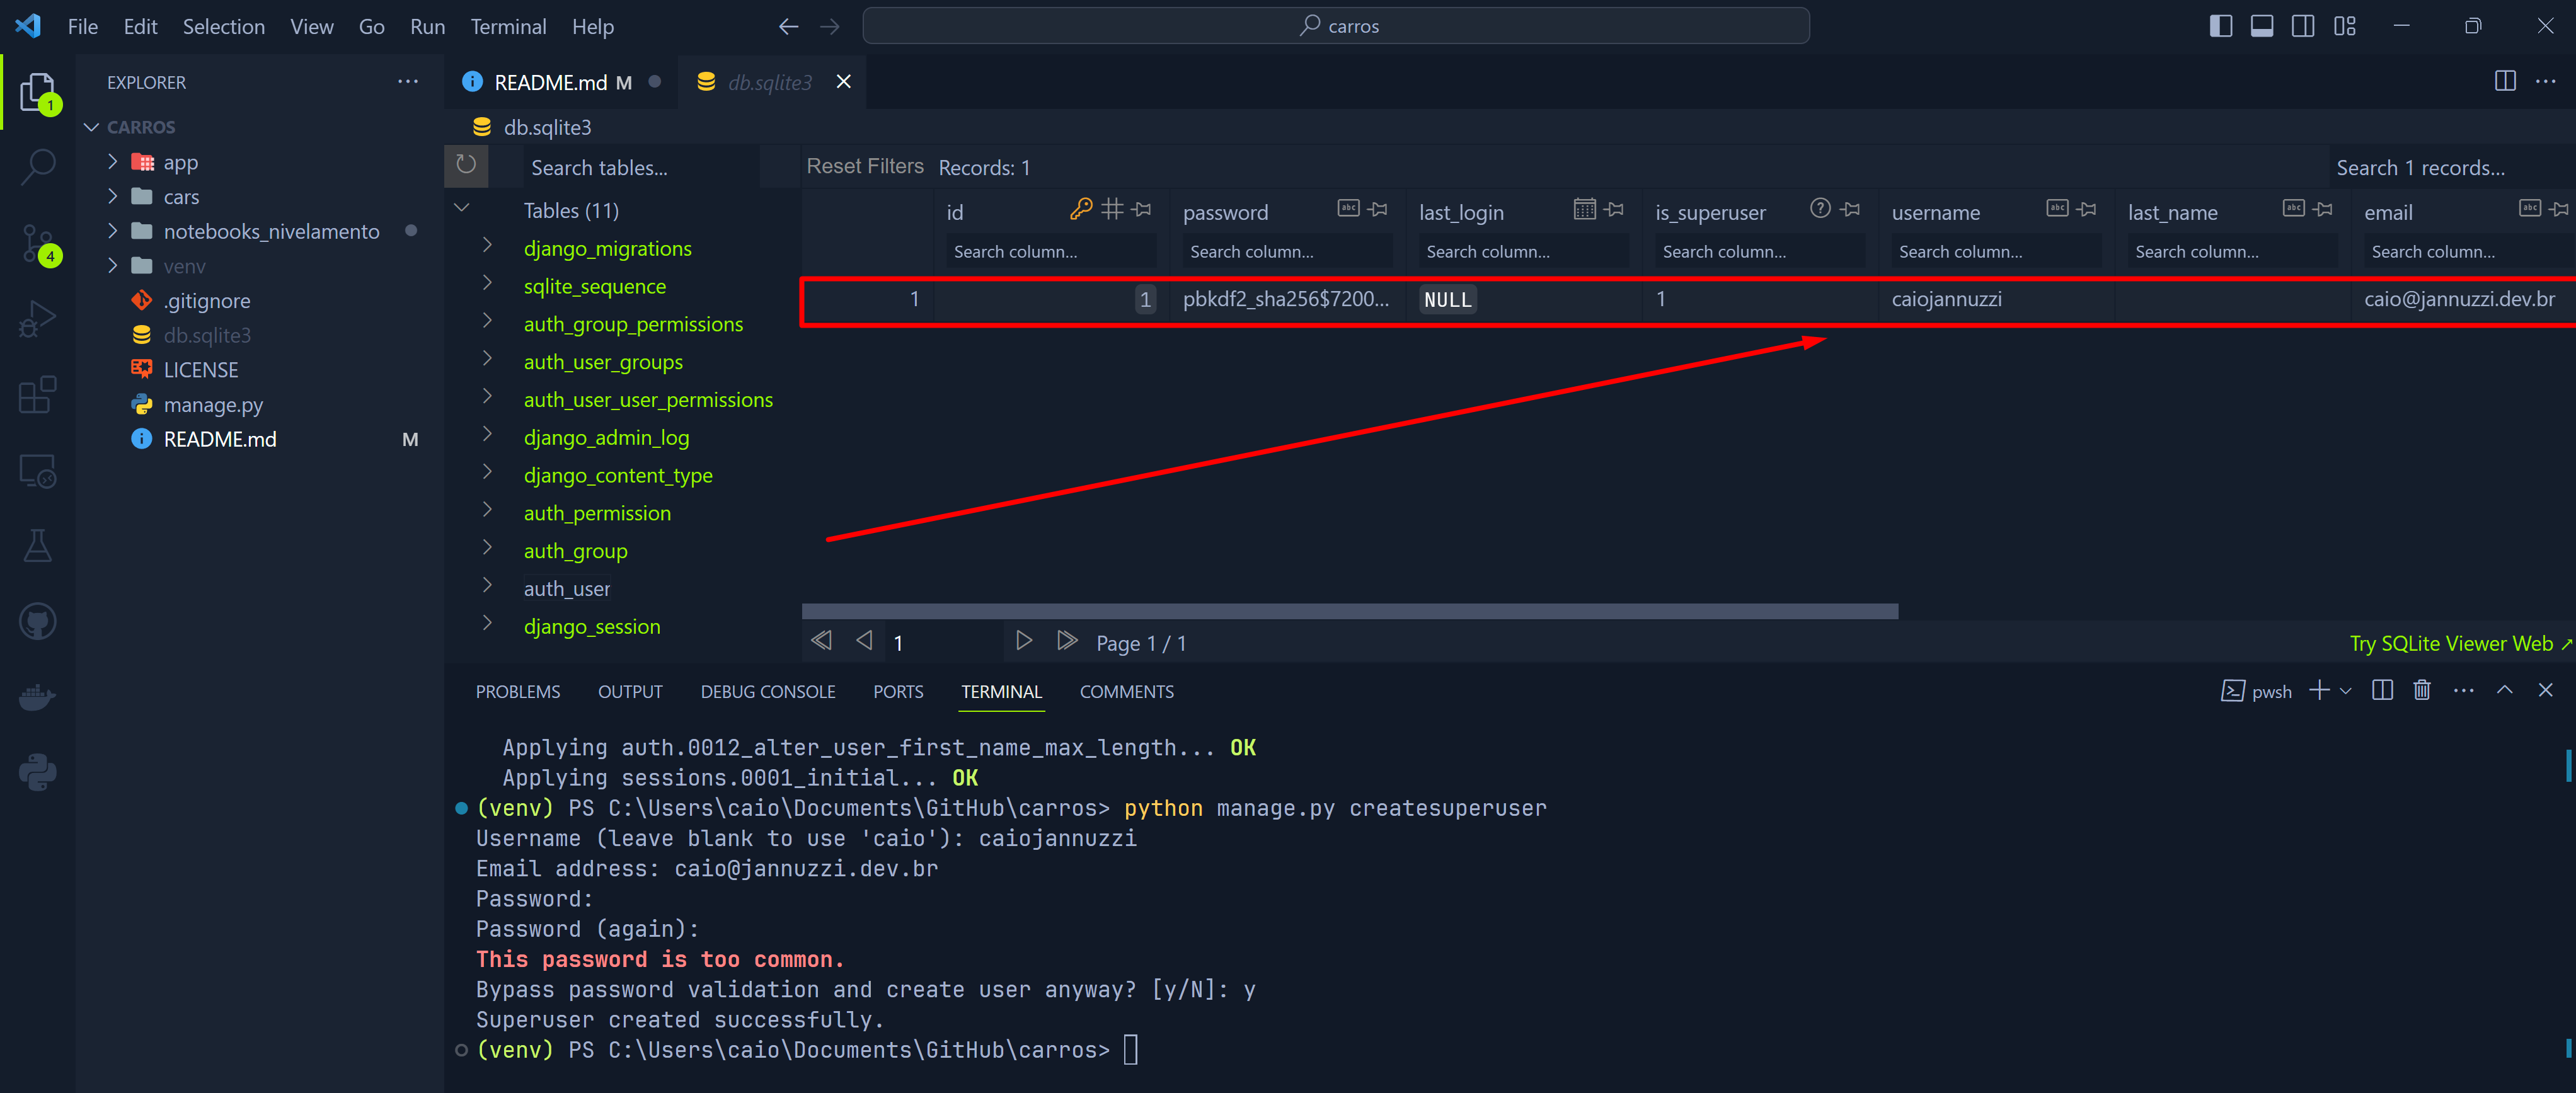 File Edit Selection View Go Run Terminal Help
carros
EXPLORER
CARROS
app
cars
notebooks_nivelamento
venv
.gitignore
db.sqlite3
LICENSE
manage.py
README.md M
1
4
README.md M
db.sqlite3
db.sqlite3
Search tables...
Reset Filters Records: 1
Search 1 records...
Tables (11)
django_migrations
sqlite_sequence
auth_group_permissions
auth_user_groups
auth_user_user_permissions
django_admin_log
django_content_type
auth_permission
auth_group
auth_user
django_session
id password last_login is_superuser username last_name email
Search column... Search column... Search column... Search column... Search column... Search column... Search column...
1 1 pbkdf2_sha256$7200... NULL 1 caiojannuzzi caio@jannuzzi.dev.br
1 Page 1 / 1
Try SQLite Viewer Web ↗
PROBLEMS OUTPUT DEBUG CONSOLE PORTS TERMINAL COMMENTS
pwsh
Applying auth.0012_alter_user_first_name_max_length... OK
Applying sessions.0001_initial... OK
(venv) PS C:\Users\caio\Documents\GitHub\carros> python manage.py createsuperuser
Username (leave blank to use 'caio'): caiojannuzzi
Email address: caio@jannuzzi.dev.br
Password:
Password (again):
This password is too common.
Bypass password validation and create user anyway? [y/N]: y
Superuser created successfully.
(venv) PS C:\Users\caio\Documents\GitHub\carros>